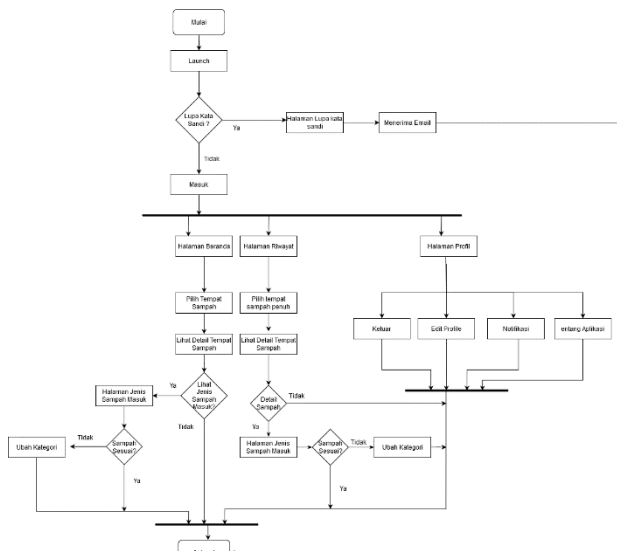 Mulai
Launch
Lupa Kata
Sandi ?
Ya
Halaman Lupa kata
sandi
Menerima Email
Tidak
Masuk
Halaman Beranda
Halaman Riwayat
Halaman Profil
Pilih Tempat
Sampah
Pilih tempat
sampah penuh
Keluar
Edit Profile
Notifikasi
entang Aplikasi
Lihat Detail Tempat
Sampah
Lihat Detail Tempat
Sampah
Lihat
Jenis
Sampah
Masuk?
Ya
Tidak
Halaman Jenis
Sampah Masuk
Detail
Sampah
Tidak
Ya
Ubah Kategori
Tidak
Sampah
Sesuai?
Ya
Halaman Jenis
Sampah Masuk
Sampah
Sesuai?
Tidak
Ubah Kategori
Ya